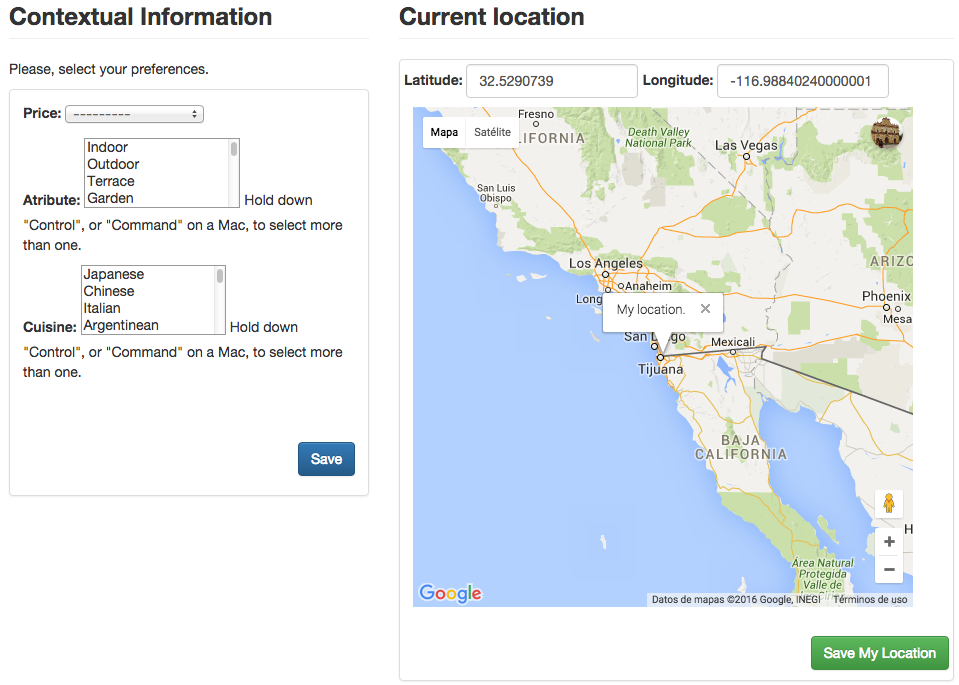 Contextual Information
Please, select your preferences.
Price: ---------
Indoor
Outdoor
Terrace
Garden
Atribute: Hold down
"Control", or "Command" on a Mac, to select more
than one.
Japanese
Chinese
Italian
Argentinean
Cuisine: Hold down
"Control", or "Command" on a Mac, to select more
than one.
Save
Current location
Latitude: 32.5290739 Longitude: -116.98840240000001
Mapa Satélite
Fresno
LIFORNIA
Death Valley
National Park
Las Vegas
San Luis
Obispo
ARIZO
Los Angeles
Anaheim
Long
Phoenix
Mesa
My location. ×
San D go
Mexicali
Tijuana
BAJA
CALIFORNIA
H
+
−
Área Natural
Protegida
Valle de
Google
Datos de mapas ©2016 Google, INEGI Términos de uso
Save My Location